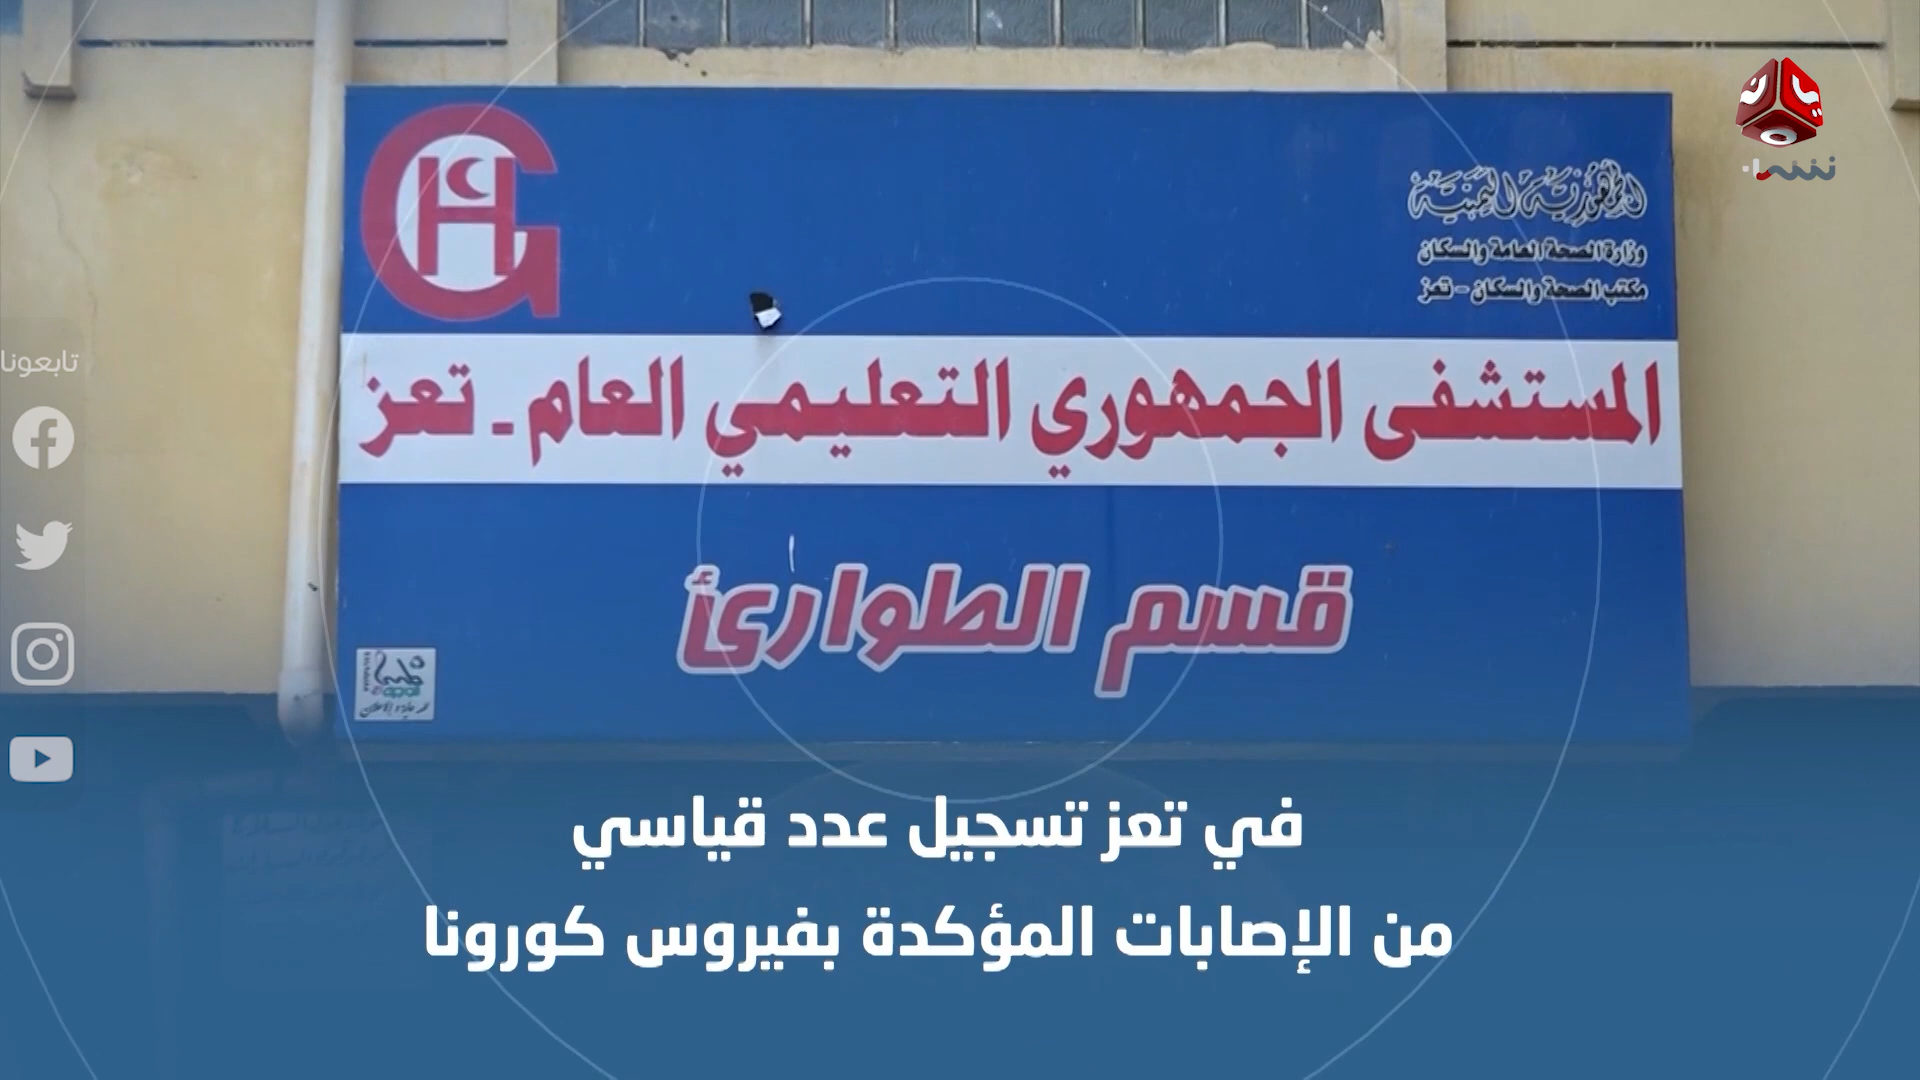 الجمهورية اليمنية
وزارة الصحة العامة والسكان
مكتب الصحة والسكان - تعز
GH
المستشفى الجمهوري التعليمي العام - تعز
قسم الطوارئ
تابعونا
في تعز تسجيل عدد قياسي
من الإصابات المؤكدة بفيروس كورونا